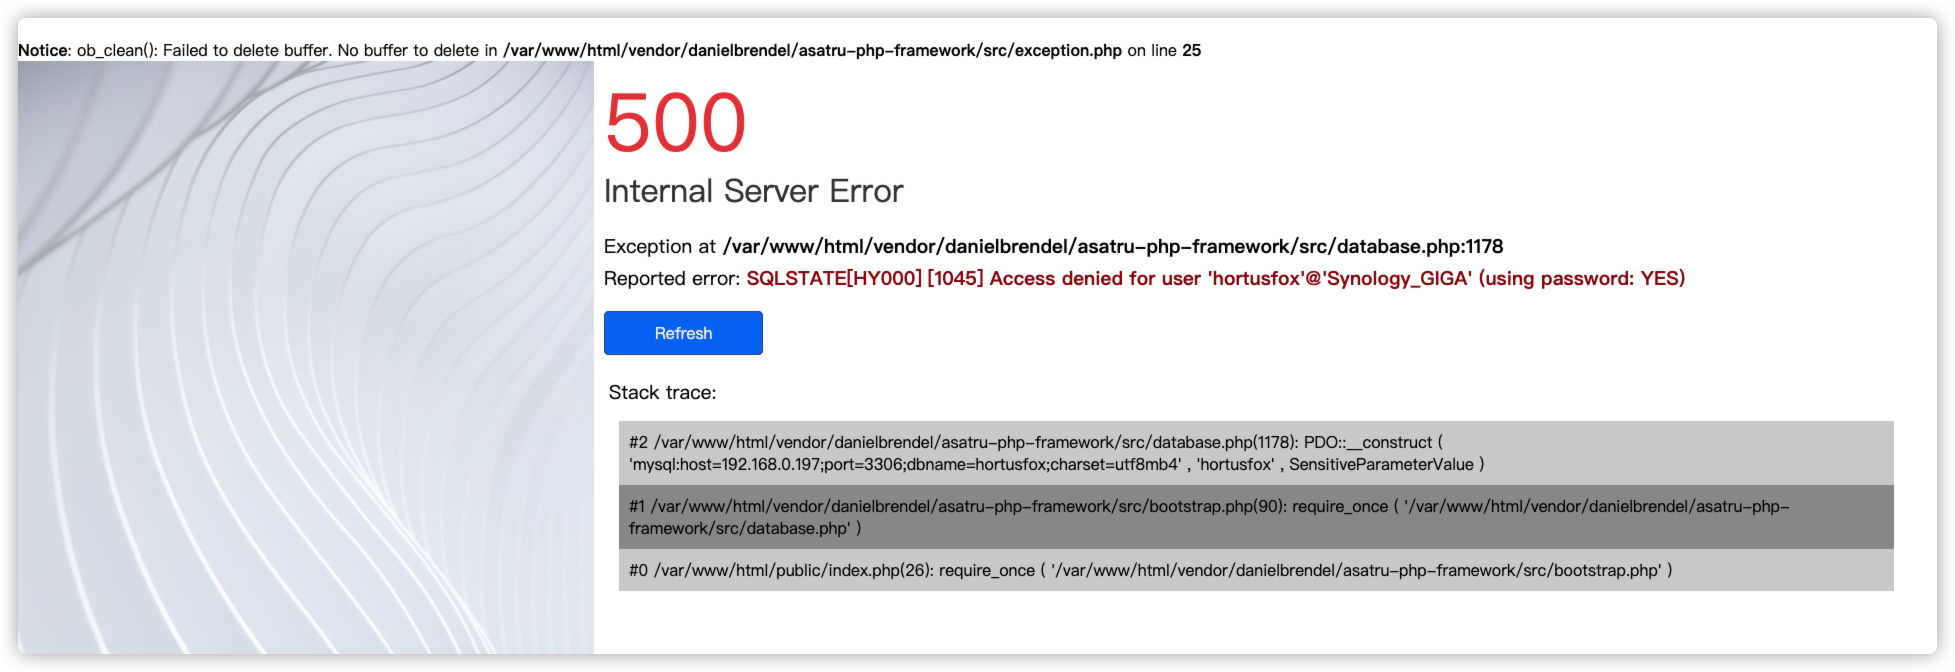 Notice: ob_clean(): Failed to delete buffer. No buffer to delete in /var/www/html/vendor/danielbrendel/asatru-php-framework/src/exception.php on line 25
500
Internal Server Error
Exception at /var/www/html/vendor/danielbrendel/asatru-php-framework/src/database.php:1178
Reported error: SQLSTATE[HY000] [1045] Access denied for user 'hortusfox'@'Synology_GIGA' (using password: YES)
Refresh
Stack trace:
#2 /var/www/html/vendor/danielbrendel/asatru-php-framework/src/database.php(1178): PDO::__construct (
'mysql:host=192.168.0.197;port=3306;dbname=hortusfox;charset=utf8mb4' , 'hortusfox' , SensitiveParameterValue )
#1 /var/www/html/vendor/danielbrendel/asatru-php-framework/src/bootstrap.php(90): require_once ( '/var/www/html/vendor/danielbrendel/asatru-php-
framework/src/database.php' )
#0 /var/www/html/public/index.php(26): require_once ( '/var/www/html/vendor/danielbrendel/asatru-php-framework/src/bootstrap.php' )